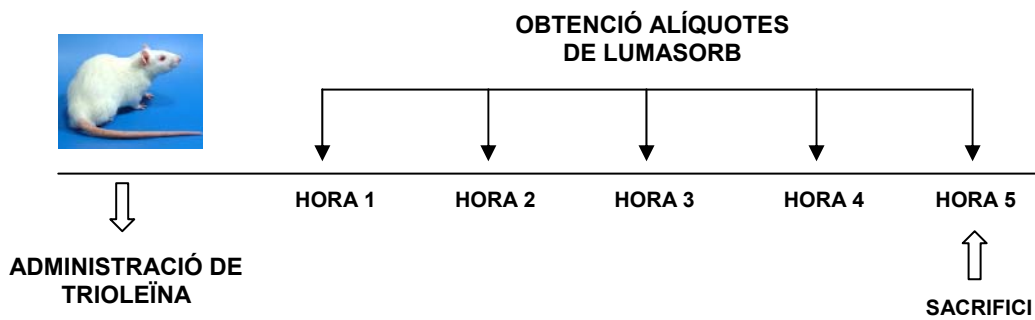 OBTENCIÓ ALÍQUOTES
DE LUMASORB
HORA 1
HORA 2
HORA 3
HORA 4
HORA 5
ADMINISTRACIÓ DE
TRIOLEÏNA
SACRIFICI